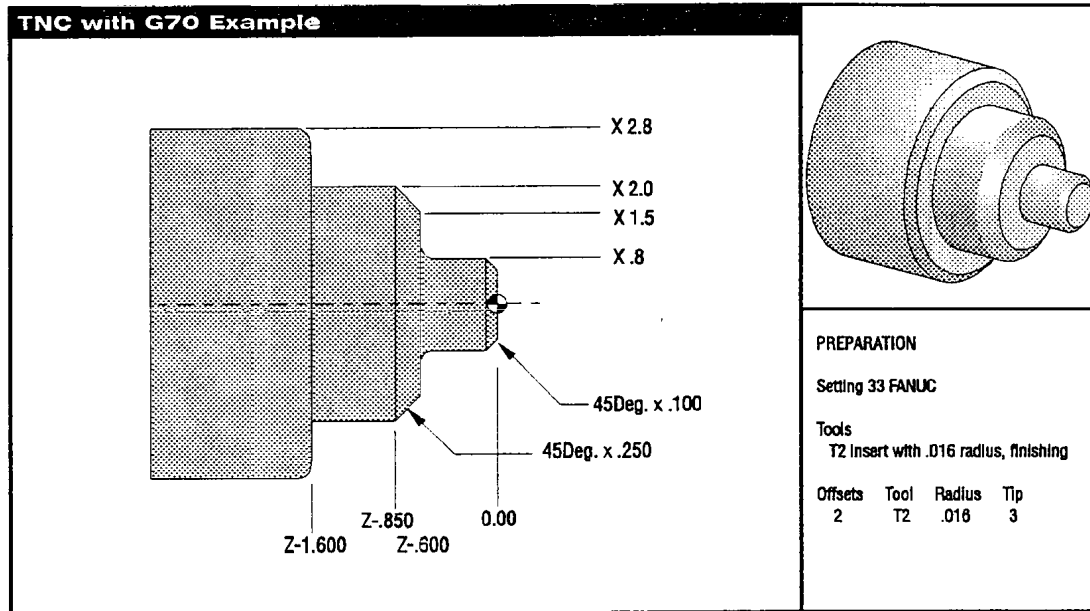 TNC with G70 Example
X 2.8
X 2.0
X 1.5
X .8
45Deg. x .100
45Deg. x .250
Z-.850
0.00
Z-1.600
Z-.600
PREPARATION
Setting 33 FANUC
Tools
T2 Insert with .016 radius, finishing
Offsets Tool Radius Tip
2 T2 .016 3